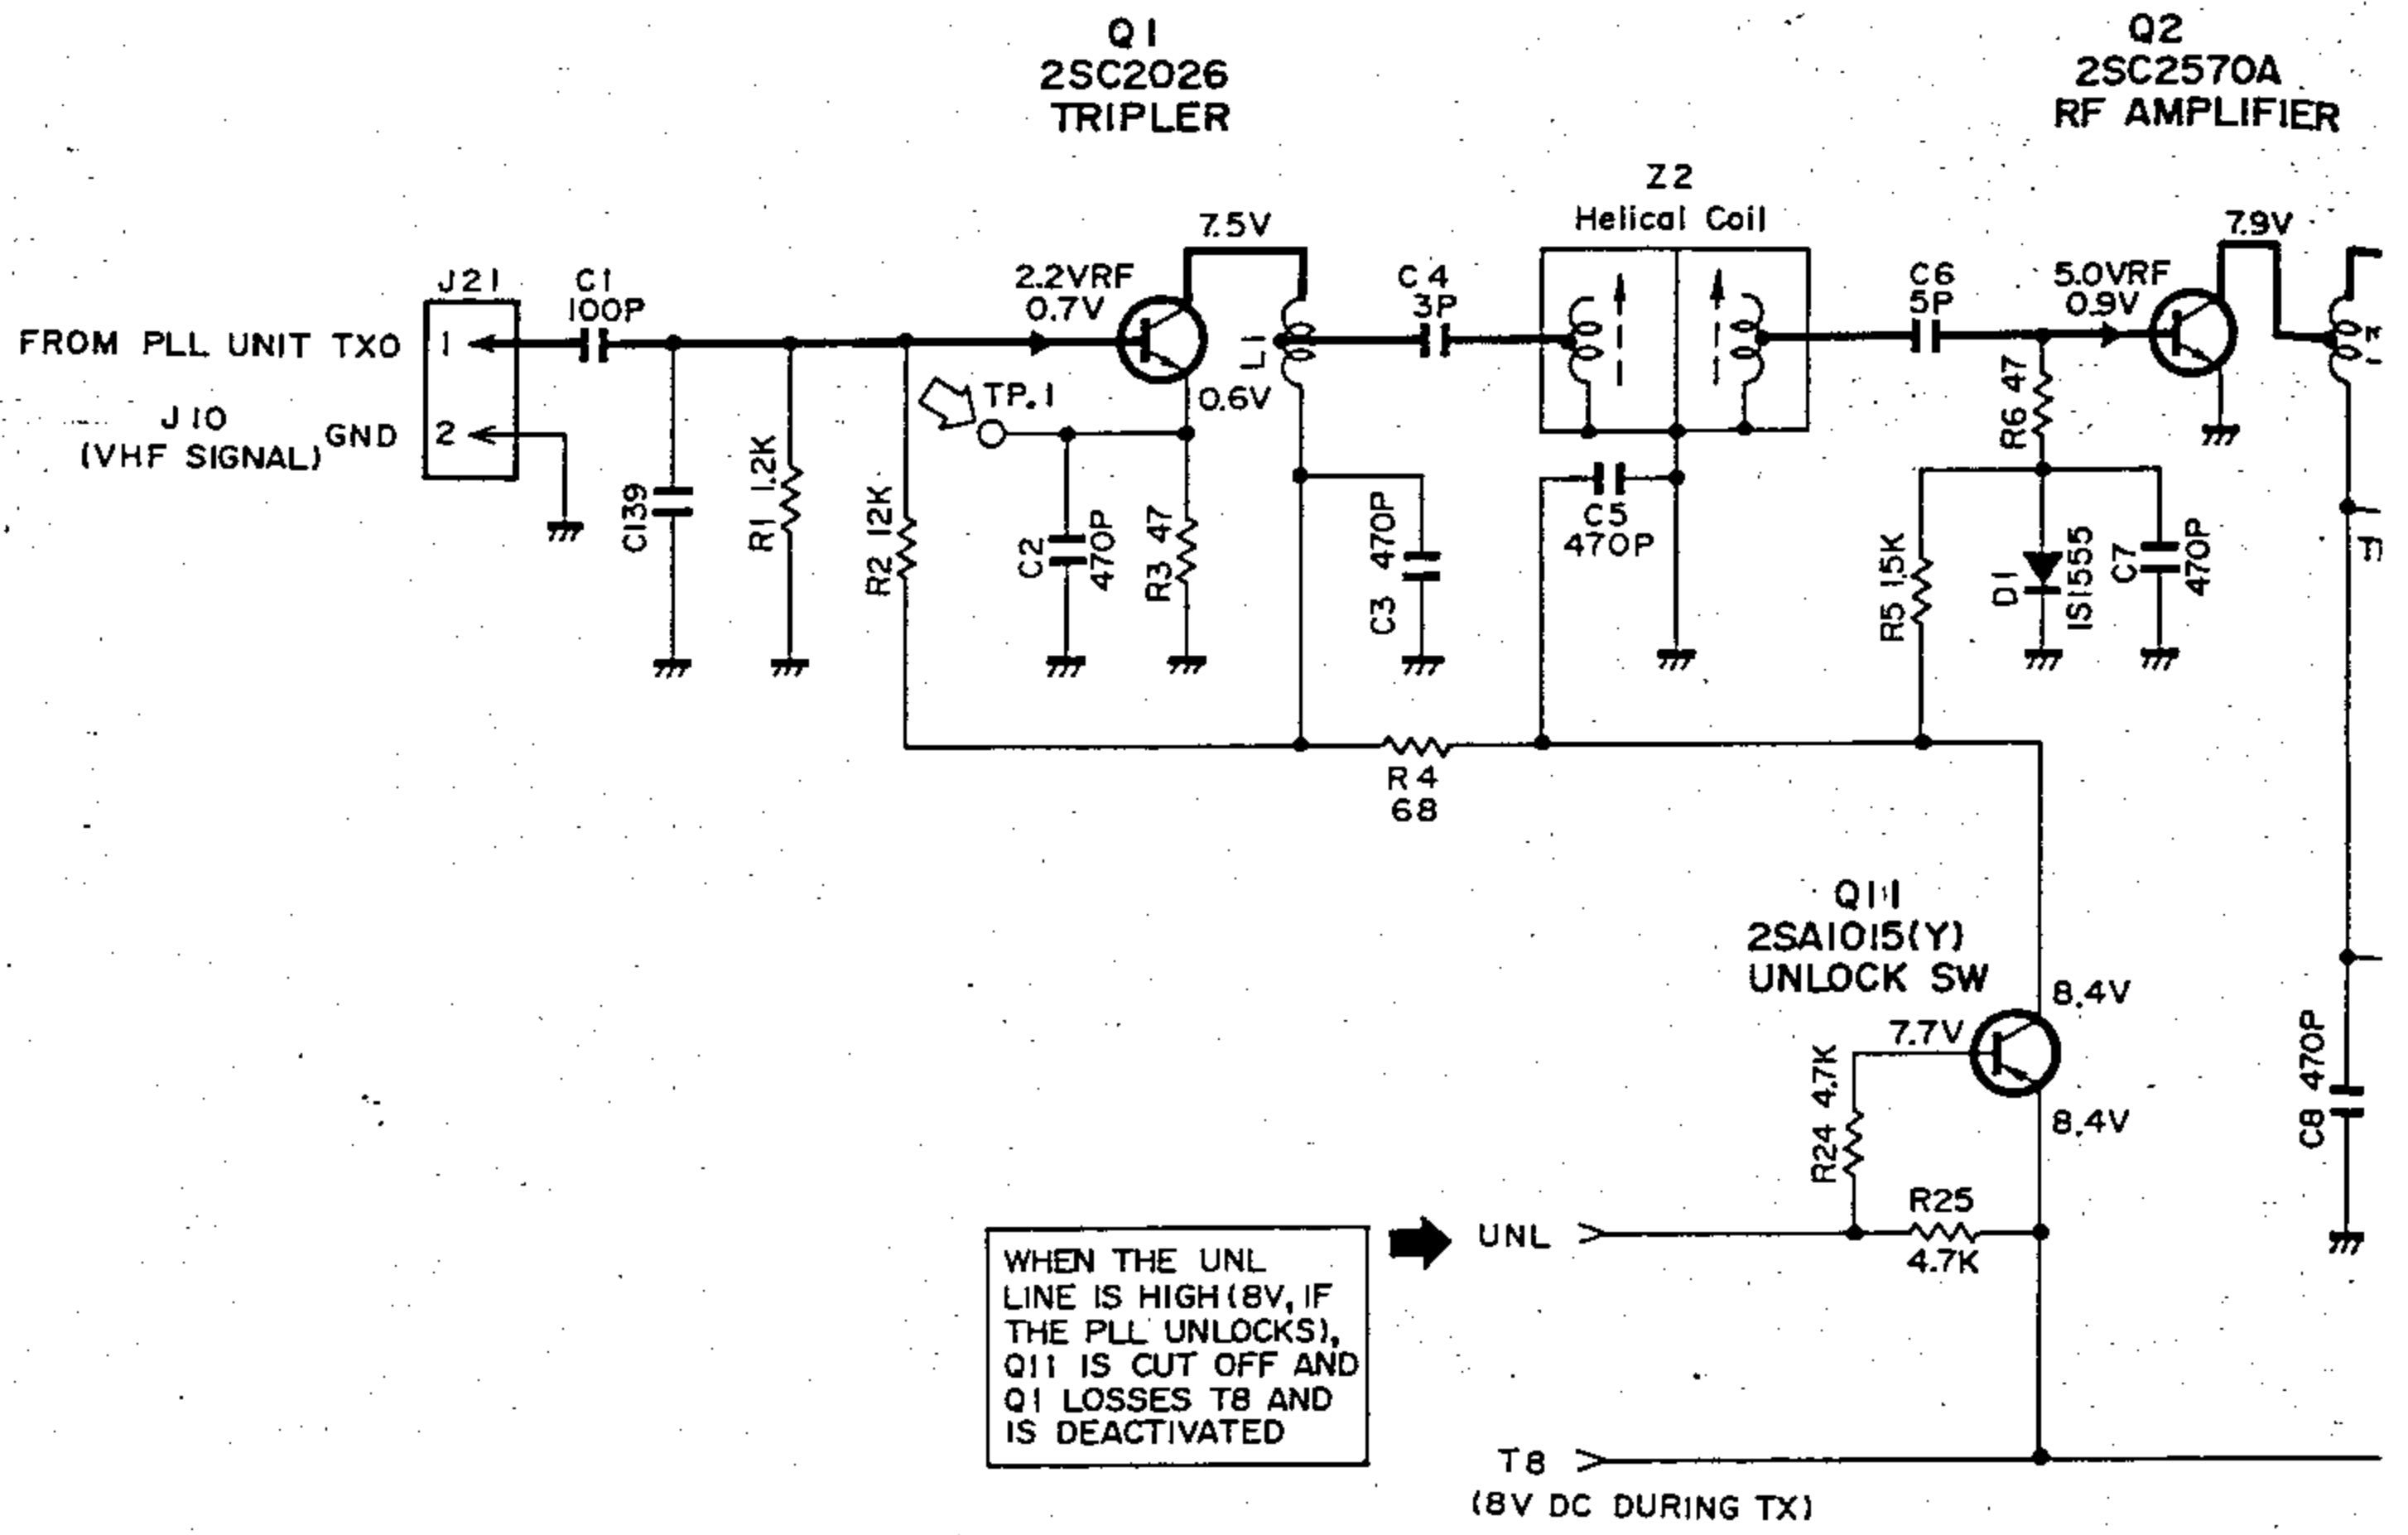 Q1
2SC2026
TRIPLER
Q2
2SC2570A
RF AMPLIFIER
Z2
Helical Coil
7.5V
7.9V
J21
C1
100P
2.2VRF
0.7V
C4
3P
C6
5P
5.0VRF
0.9V
FROM PLL UNIT TXO
1
L1
J10
(VHF SIGNAL)
GND
2
TP.1
0.6V
R6 47
C139
R1 1.2K
R2 12K
C2
470P
R3 47
C3 470P
C5
470P
R5 1.5K
D1
1S1555
C7
470P
R4
68
Q11
2SA1015(Y)
UNLOCK SW
8.4V
7.7V
R24 4.7K
8.4V
C8 470P
R25
4.7K
UNL
WHEN THE UNL
LINE IS HIGH(8V, IF
THE PLL UNLOCKS),
Q11 IS CUT OFF AND
Q1 LOSSES T8 AND
IS DEACTIVATED
T8
(8V DC DURING TX)